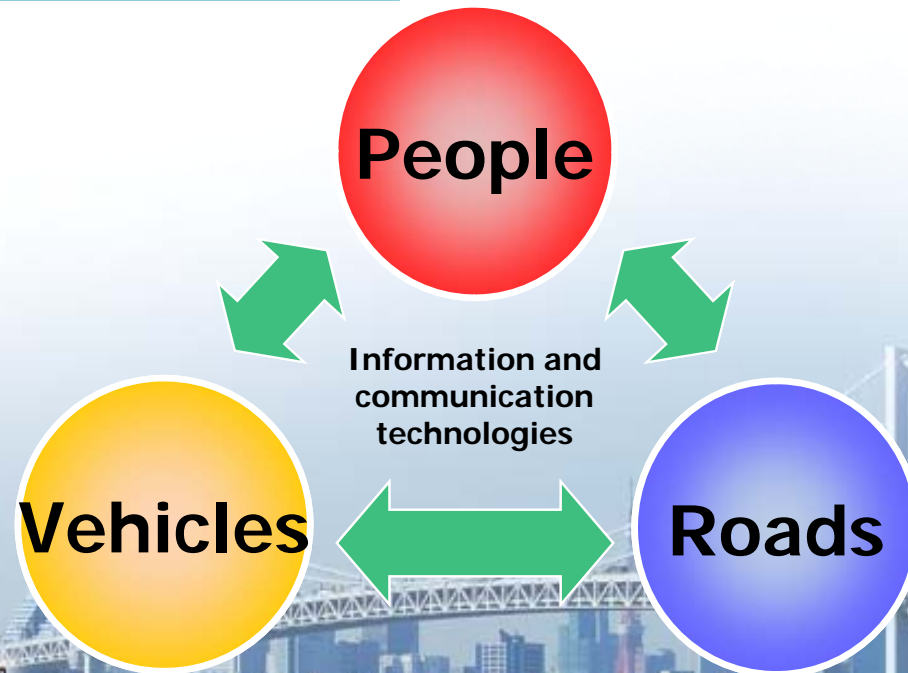 People
Information and
communication
technologies
Vehicles
Roads